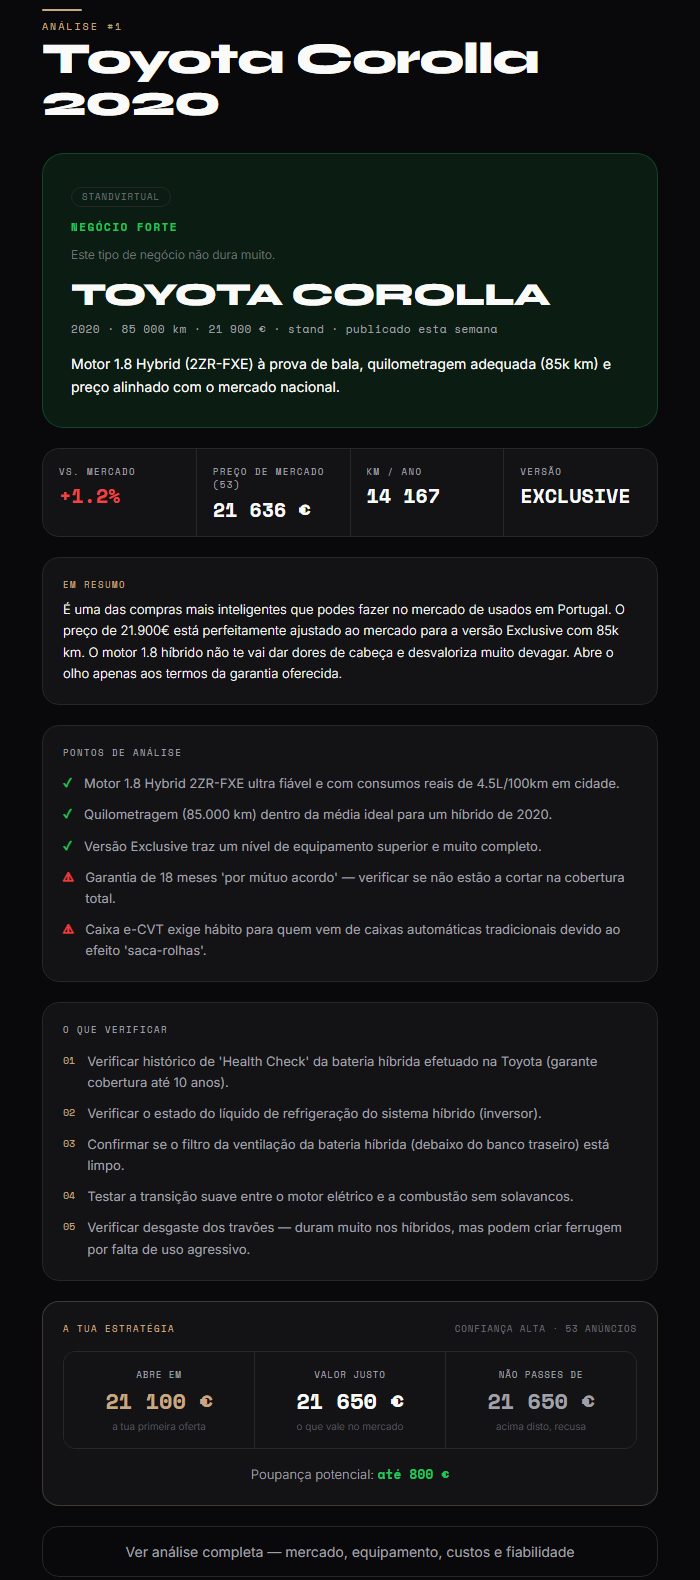 ANÁLISE #1
Toyota Corolla
2020
STANDVIRTUAL
NEGÓCIO FORTE
Este tipo de negócio não dura muito.
TOYOTA COROLLA
2020 · 85 000 km · 21 900 € · stand · publicado esta semana
Motor 1.8 Hybrid (2ZR-FXE) à prova de bala, quilometragem adequada (85k km) e
preço alinhado com o mercado nacional.
VS. MERCADO
+1.2%
PREÇO DE MERCADO
(53)
21 636 €
KM / ANO
14 167
VERSÃO
EXCLUSIVE
EM RESUMO
É uma das compras mais inteligentes que podes fazer no mercado de usados em Portugal. O
preço de 21.900€ está perfeitamente ajustado ao mercado para a versão Exclusive com 85k
km. O motor 1.8 híbrido não te vai dar dores de cabeça e desvaloriza muito devagar. Abre o
olho apenas aos termos da garantia oferecida.
PONTOS DE ANÁLISE
✓ Motor 1.8 Hybrid 2ZR-FXE ultra fiável e com consumos reais de 4.5L/100km em cidade.
✓ Quilometragem (85.000 km) dentro da média ideal para um híbrido de 2020.
✓ Versão Exclusive traz um nível de equipamento superior e muito completo.
⚠ Garantia de 18 meses 'por mútuo acordo' — verificar se não estão a cortar na cobertura
total.
⚠ Caixa e-CVT exige hábito para quem vem de caixas automáticas tradicionais devido ao
efeito 'saca-rolhas'.
O QUE VERIFICAR
01 Verificar histórico de 'Health Check' da bateria híbrida efetuado na Toyota (garante
cobertura até 10 anos).
02 Verificar o estado do líquido de refrigeração do sistema híbrido (inversor).
03 Confirmar se o filtro da ventilação da bateria híbrida (debaixo do banco traseiro) está
limpo.
04 Testar a transição suave entre o motor elétrico e a combustão sem solavancos.
05 Verificar desgaste dos travões — duram muito nos híbridos, mas podem criar ferrugem
por falta de uso agressivo.
A TUA ESTRATÉGIA
CONFIANÇA ALTA · 53 ANÚNCIOS
ABRE EM
21 100 €
a tua primeira oferta
VALOR JUSTO
21 650 €
o que vale no mercado
NÃO PASSES DE
21 650 €
acima disto, recusa
Poupança potencial: até 800 €
Ver análise completa — mercado, equipamento, custos e fiabilidade